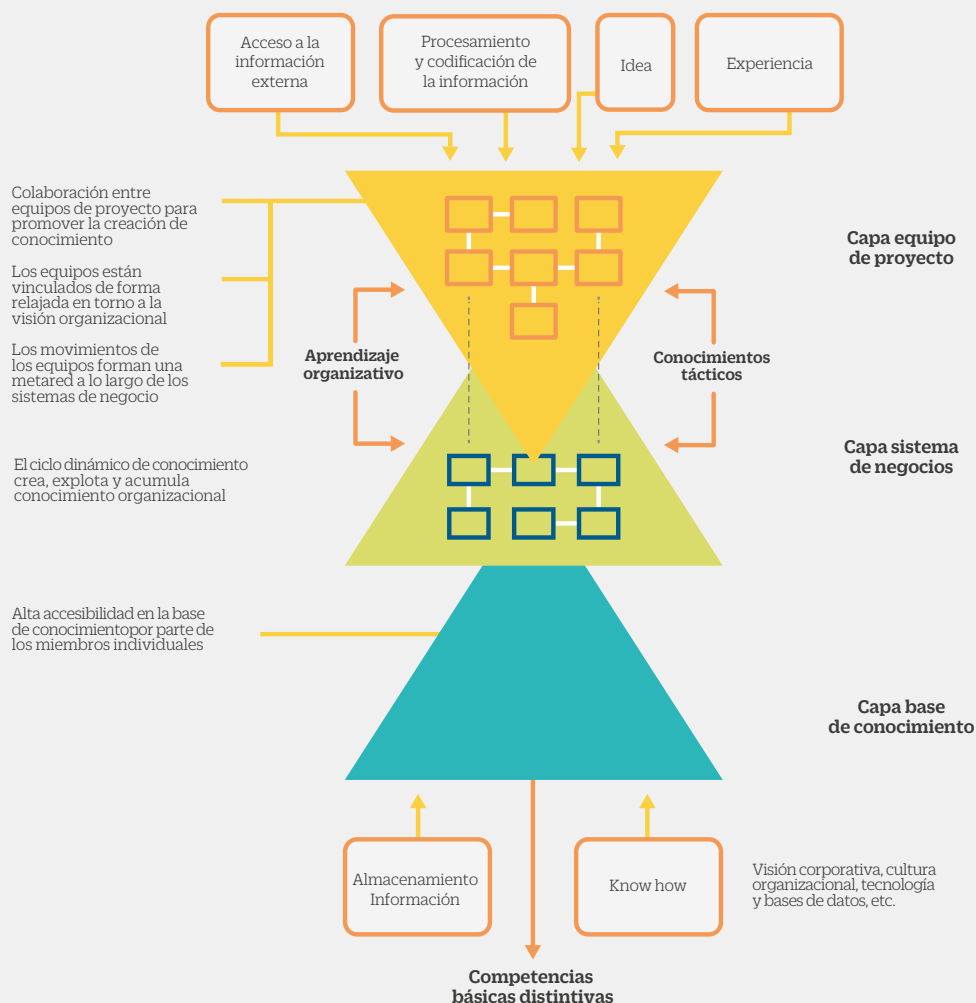 Acceso a la
información
externa
Procesamiento
y codificación de
la información
Idea
Experiencia
Colaboración entre
equipos de proyecto para
promover la creación de
conocimiento
Los equipos están
vinculados de forma
relajada en torno a la
visión organizacional
Los movimientos de
los equipos forman una
metared a lo largo de los
sistemas de negocio
Capa equipo
de proyecto
Aprendizaje
organizativo
Conocimientos
tácticos
El ciclo dinámico de conocimiento
crea, explota y acumula
conocimiento organizacional
Capa sistema
de negocios
Alta accesibilidad en la base
de conocimientopor parte de
los miembros individuales
Capa base
de conocimiento
Almacenamiento
Información
Know how
Visión corporativa, cultura
organizacional, tecnología
y bases de datos, etc.
Competencias
básicas distintivas